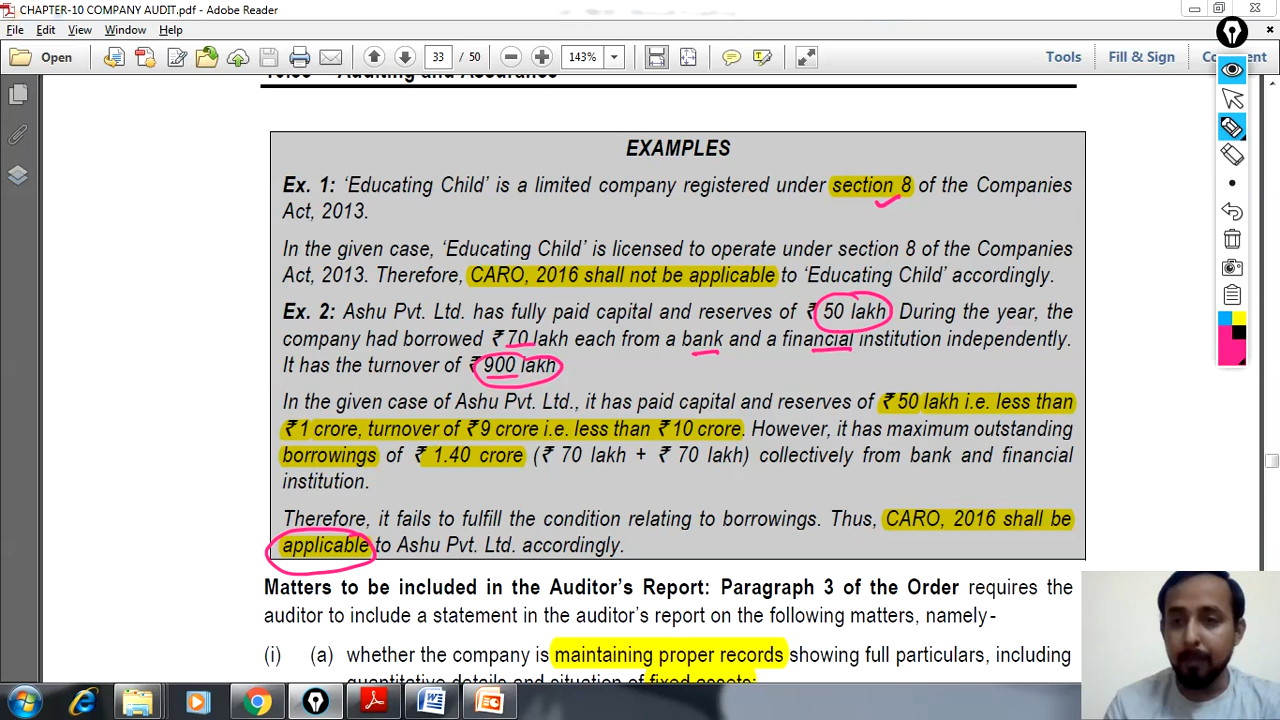 CHAPTER-10 COMPANY AUDIT.pdf - Adobe Reader
File Edit View Window Help
Open 33 / 50 143% Tools Fill & Sign Comment
Auditing and Assurance
EXAMPLES
Ex. 1: ‘Educating Child’ is a limited company registered under section 8 of the Companies
Act, 2013.
In the given case, ‘Educating Child’ is licensed to operate under section 8 of the Companies
Act, 2013. Therefore, CARO, 2016 shall not be applicable to ‘Educating Child’ accordingly.
Ex. 2: Ashu Pvt. Ltd. has fully paid capital and reserves of ₹ 50 lakh. During the year, the
company had borrowed ₹ 70 lakh each from a bank and a financial institution independently.
It has the turnover of ₹ 900 lakh
In the given case of Ashu Pvt. Ltd., it has paid capital and reserves of ₹ 50 lakh i.e. less than
₹ 1 crore, turnover of ₹ 9 crore i.e. less than ₹ 10 crore. However, it has maximum outstanding
borrowings of ₹ 1.40 crore (₹ 70 lakh + ₹ 70 lakh) collectively from bank and financial
institution.
Therefore, it fails to fulfill the condition relating to borrowings. Thus, CARO, 2016 shall be
applicable to Ashu Pvt. Ltd. accordingly.
Matters to be included in the Auditor’s Report: Paragraph 3 of the Order requires the
auditor to include a statement in the auditor’s report on the following matters, namely -
(i) (a) whether the company is maintaining proper records showing full particulars, including
quantitative details and situation of fixed assets;